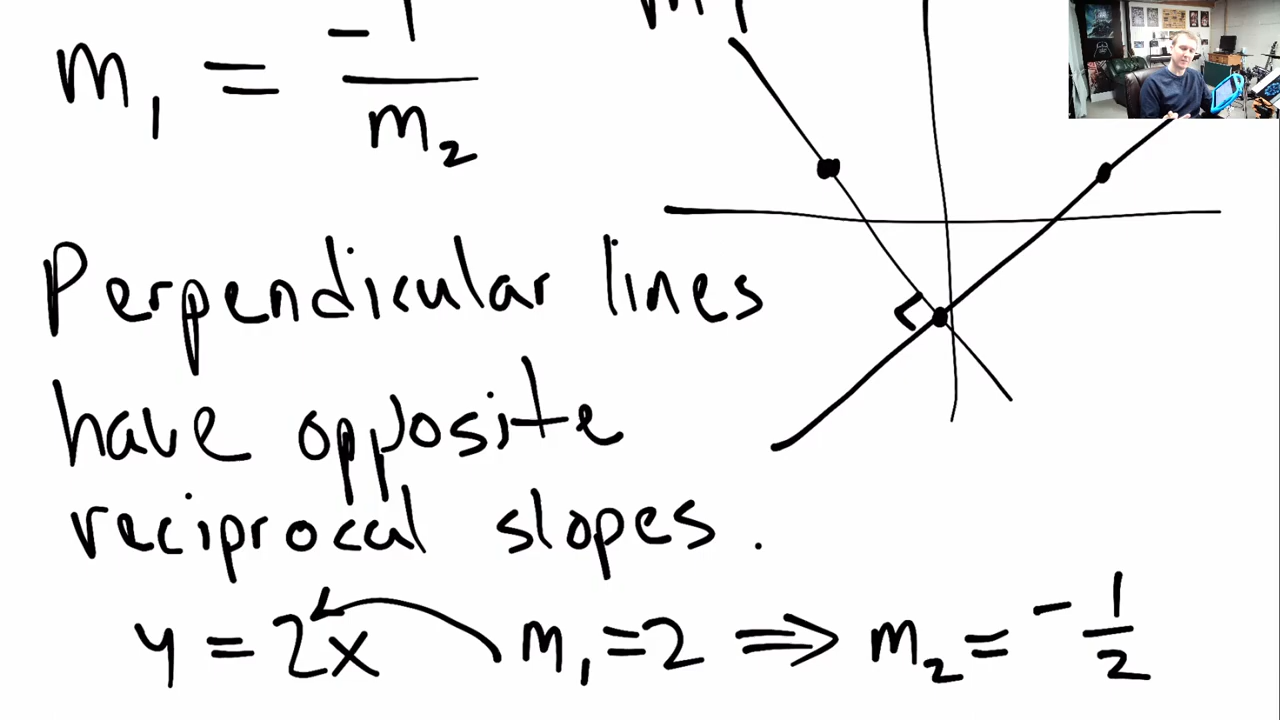 m₁ = -1/m₂
Perpendicular lines
have opposite
reciprocal slopes.
y = 2x m₁ = 2 ⟹ m₂ = -1/2